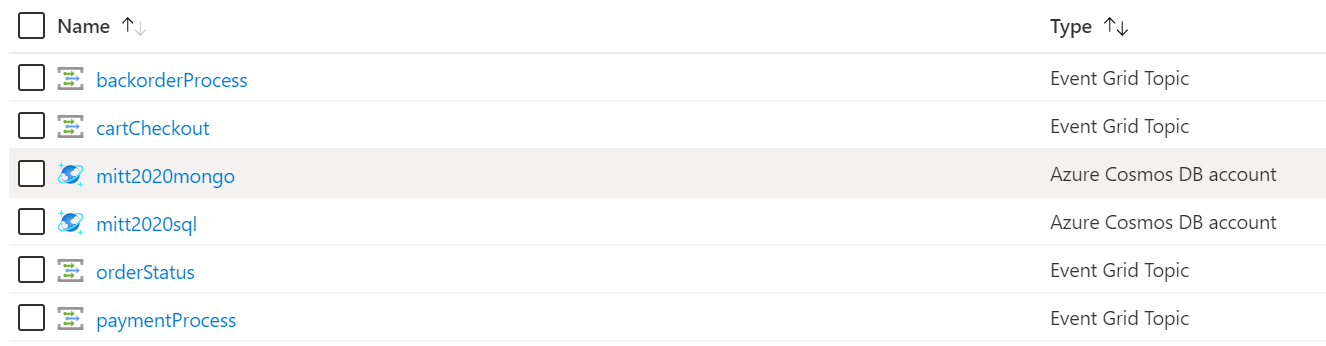 Name ↑↓ Type ↑↓
backorderProcess Event Grid Topic
cartCheckout Event Grid Topic
mitt2020mongo Azure Cosmos DB account
mitt2020sql Azure Cosmos DB account
orderStatus Event Grid Topic
paymentProcess Event Grid Topic